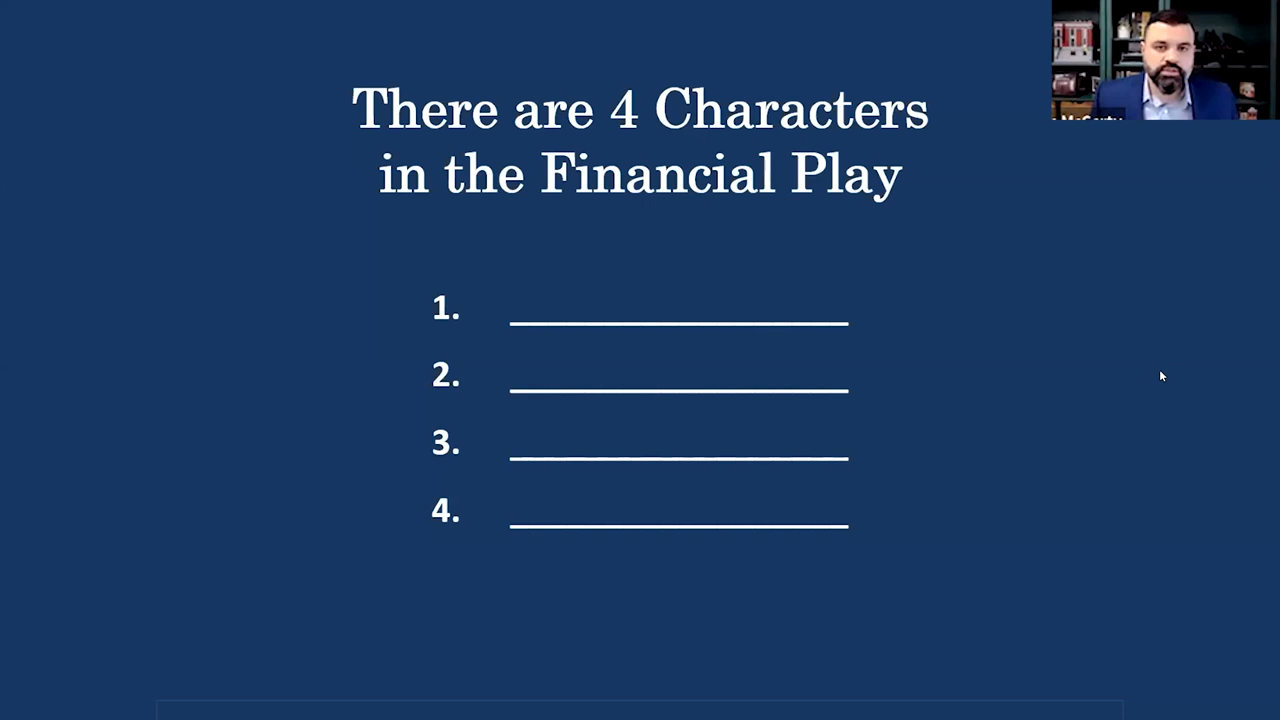 There are 4 Characters
in the Financial Play
1.
2.
3.
4.